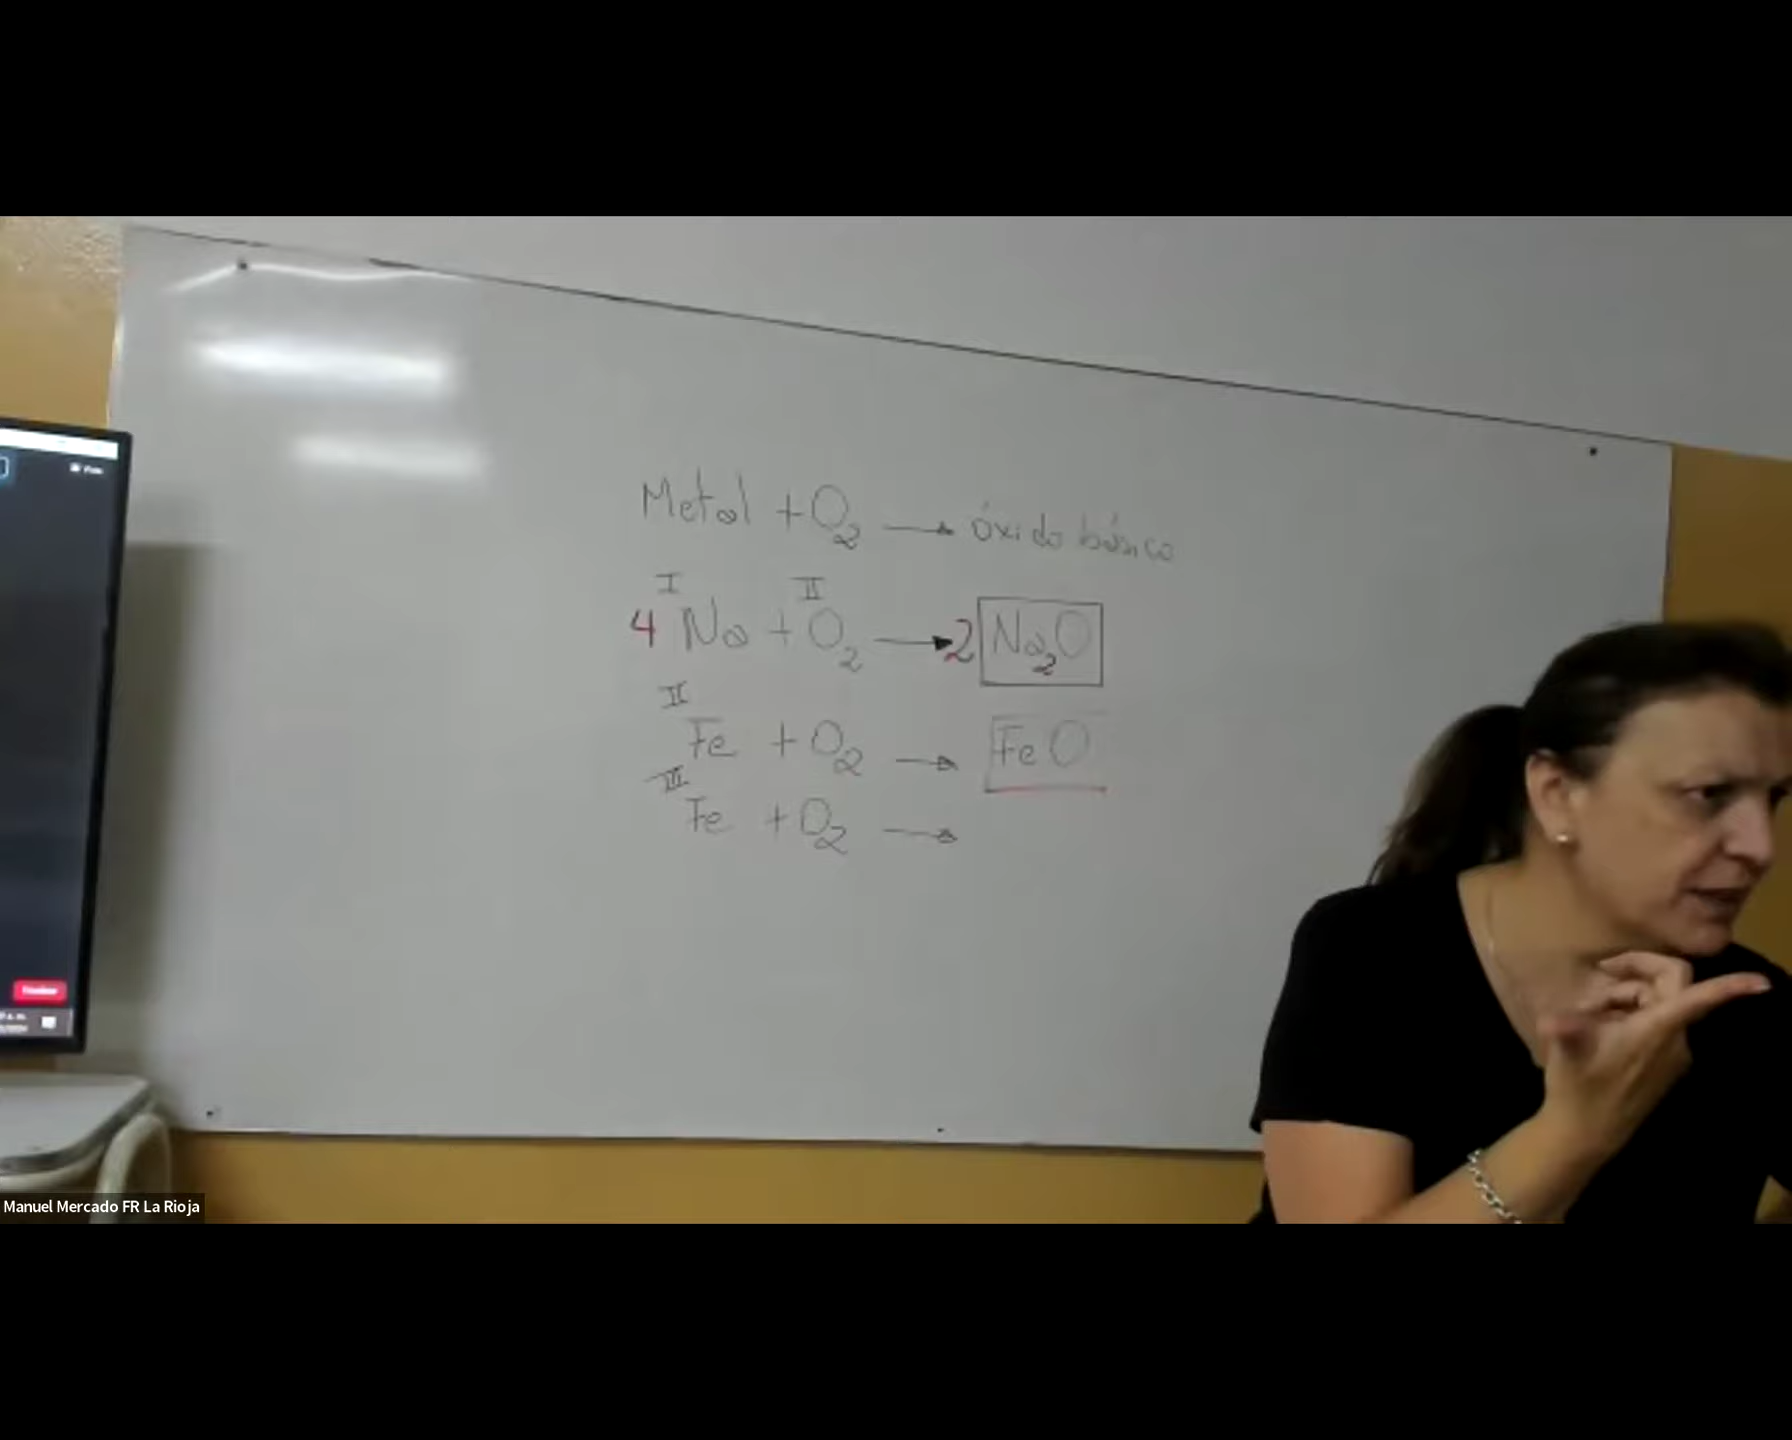 Metal + O2 → óxido básico
I II
4 Na + O2 → 2 Na2O
II
Fe + O2 → FeO
III
Fe + O2 →
Manuel Mercado FR La Rioja